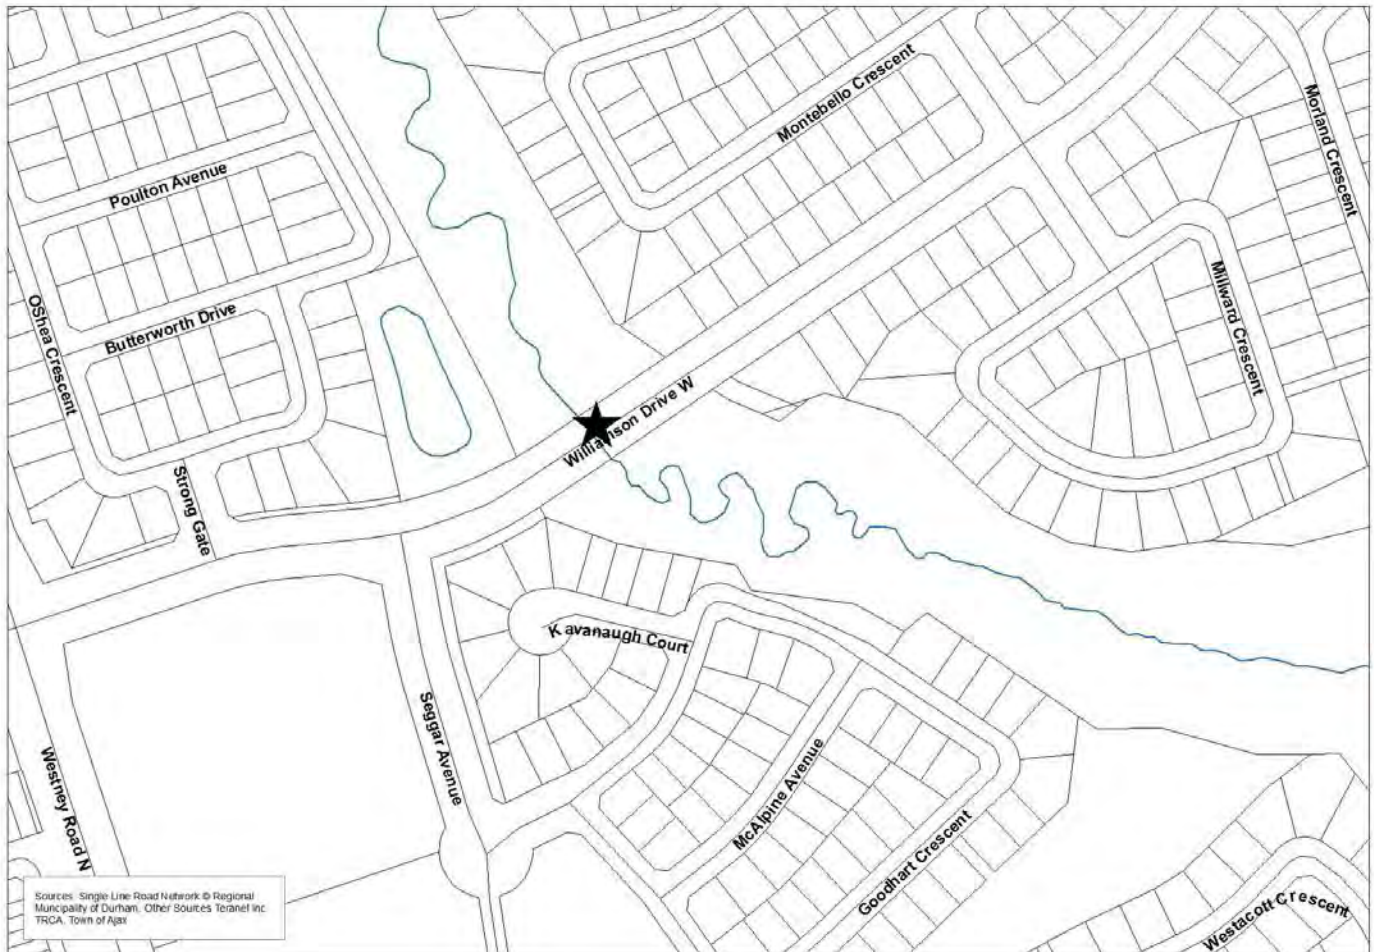 Montebello Crescent
Morland Crescent
Poulton Avenue
Millward Crescent
OShea Crescent
Butterworth Drive
Williamson Drive W
Strong Gate
Kavanaugh Court
Seggar Avenue
Westney Road N
McAlpine Avenue
Goodhart Crescent
Westacott Crescent
Sources: Single Line Road Network © Regional
Muncipality of Durham, Other Sources Teranet Inc.
TRCA, Town of Ajax